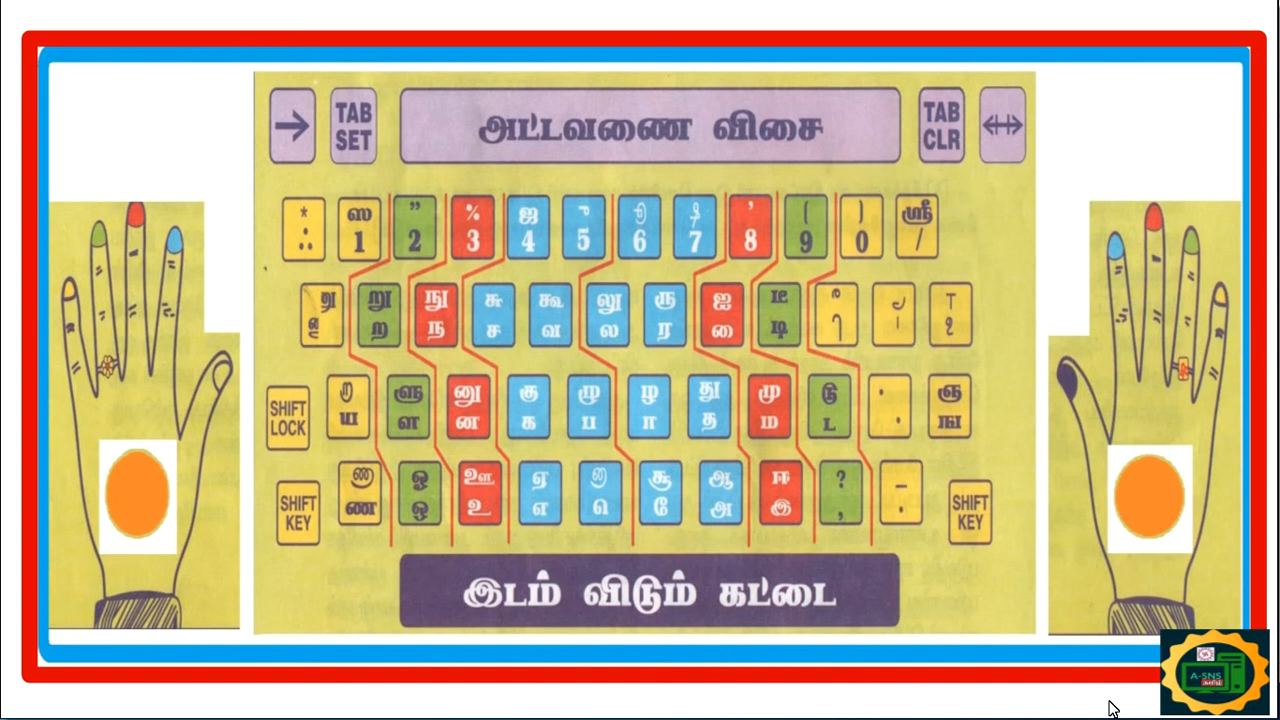 → TAB SET அட்டவணை விசை TAB CLR
* ஸ 1 ” 2 % 3 ஜ 4 5 6 7 ’ 8 ( 9 ) 0 ஸ்ரீ /
று ற நு ந சு ச கூ வ லு ல ரு ர ஐ ை டீ டி
SHIFT LOCK ய ளு ள னு ன கு க மு ப ழ ா து த மு ம டூ ட ஞ ங
SHIFT KEY ண ஓ ஒ ஊ உ ஏ எ ெ சூ ே ஆ அ ஈ இ ? , – . SHIFT KEY
இடம் விடும் கட்டை
A-SNS